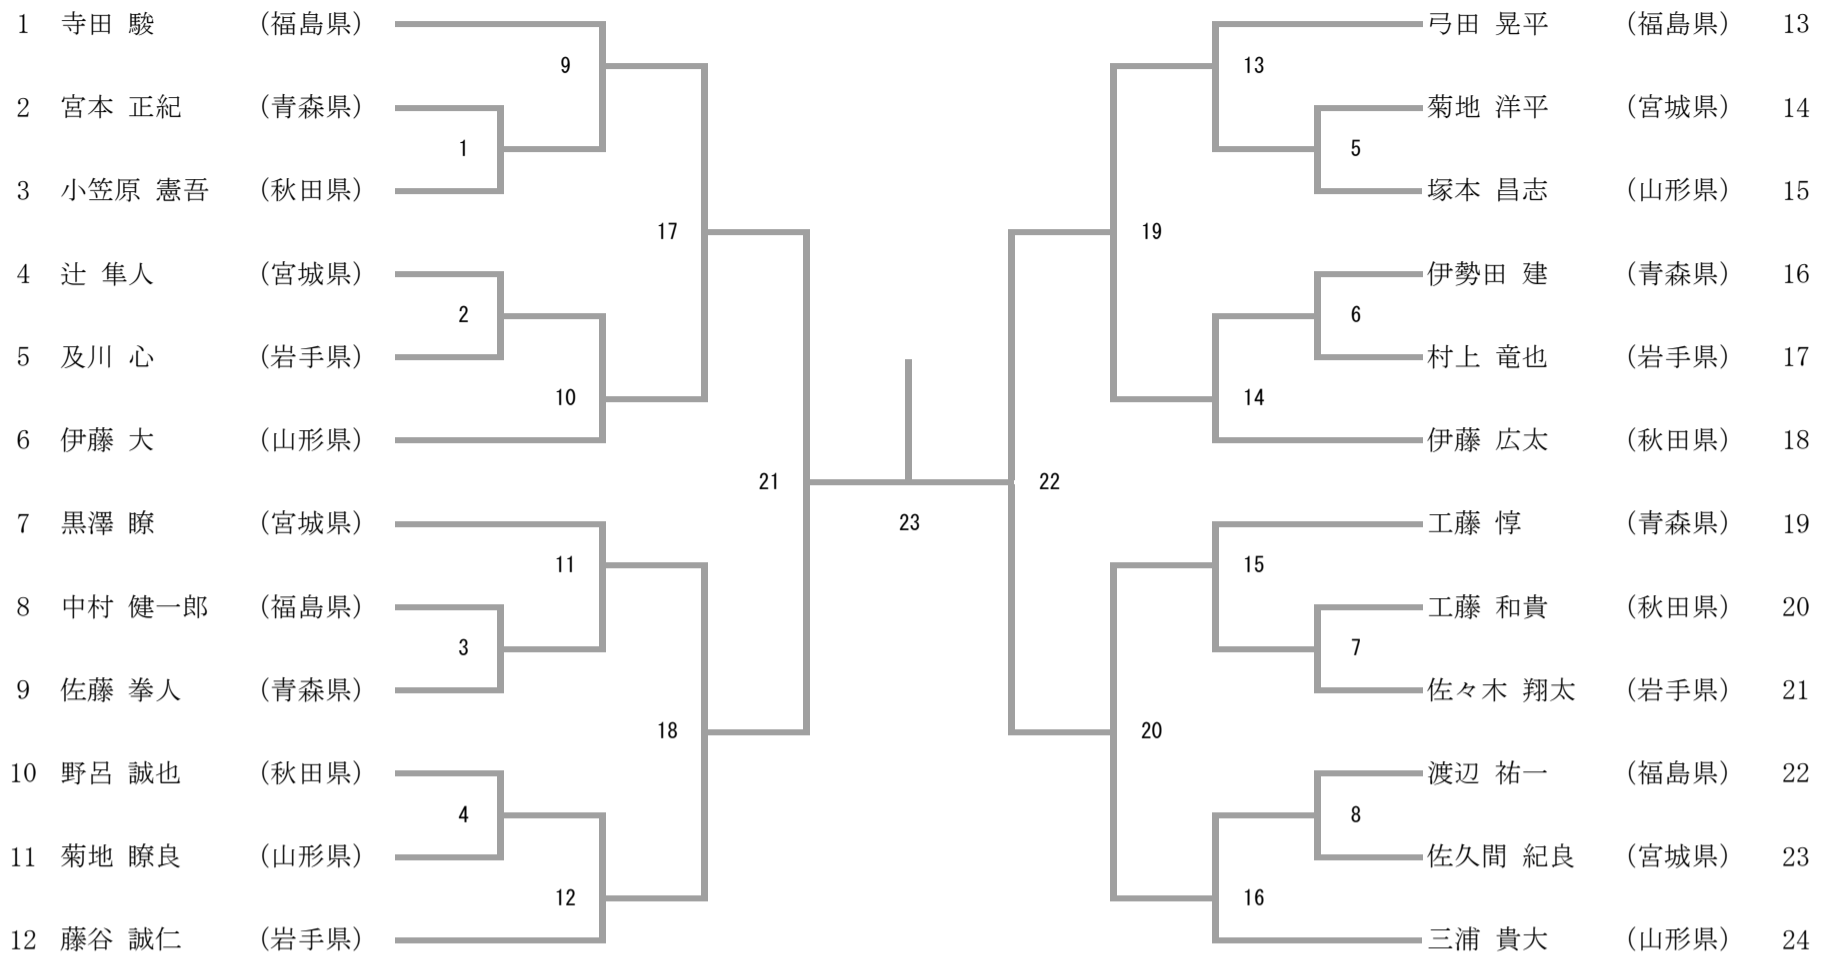 1 寺田 駿 （福島県） 弓田 晃平 （福島県） 13
9 13
2 宮本 正紀 （青森県） 菊地 洋平 （宮城県） 14
1 5
3 小笠原 憲吾 （秋田県） 塚本 昌志 （山形県） 15
17 19
4 辻 隼人 （宮城県） 伊勢田 建 （青森県） 16
2 6
5 及川 心 （岩手県） 村上 竜也 （岩手県） 17
10 14
6 伊藤 大 （山形県） 伊藤 広太 （秋田県） 18
21 22
7 黒澤 瞭 （宮城県） 23 工藤 惇 （青森県） 19
11 15
8 中村 健一郎 （福島県） 工藤 和貴 （秋田県） 20
3 7
9 佐藤 拳人 （青森県） 佐々木 翔太 （岩手県） 21
18 20
10 野呂 誠也 （秋田県） 渡辺 祐一 （福島県） 22
4 8
11 菊地 瞭良 （山形県） 佐久間 紀良 （宮城県） 23
12 16
12 藤谷 誠仁 （岩手県） 三浦 貴大 （山形県） 24